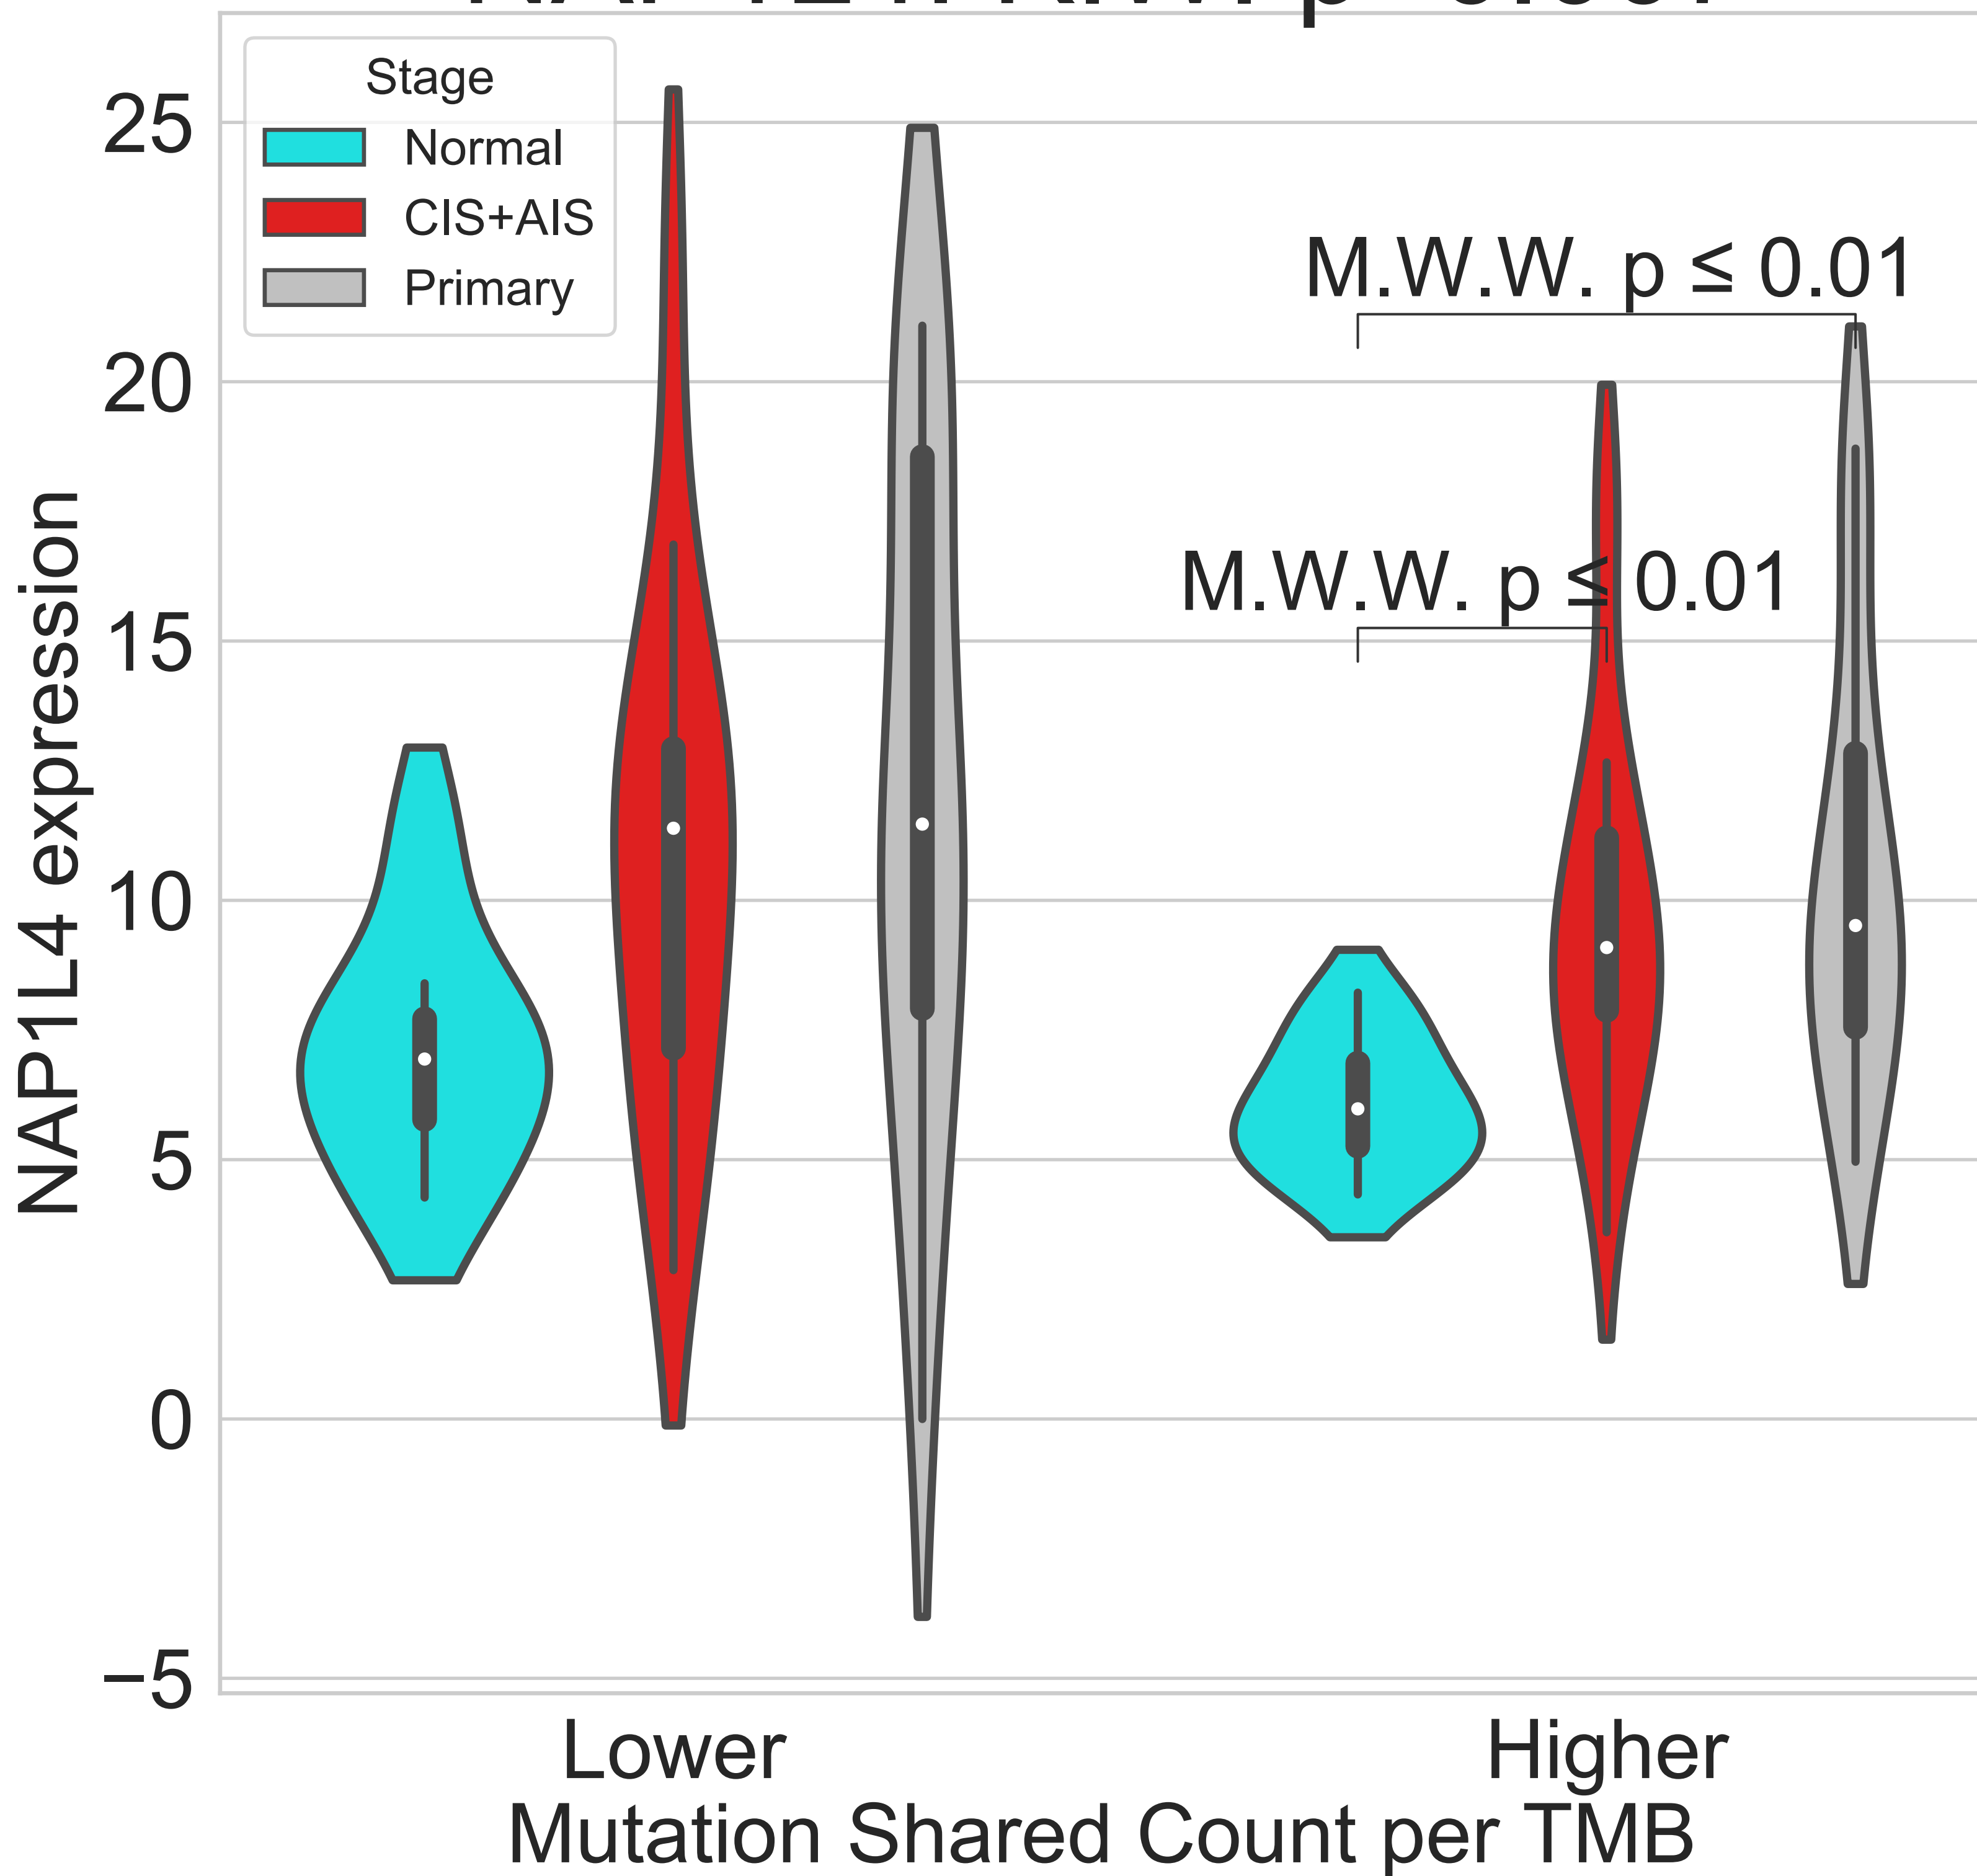 Stage
Normal
CIS+AIS
Primary
M.W.W. p ≤ 0.01
M.W.W. p ≤ 0.01
25
20
15
10
5
0
−5
NAP1L4 expression
Lower
Higher
Mutation Shared Count per TMB